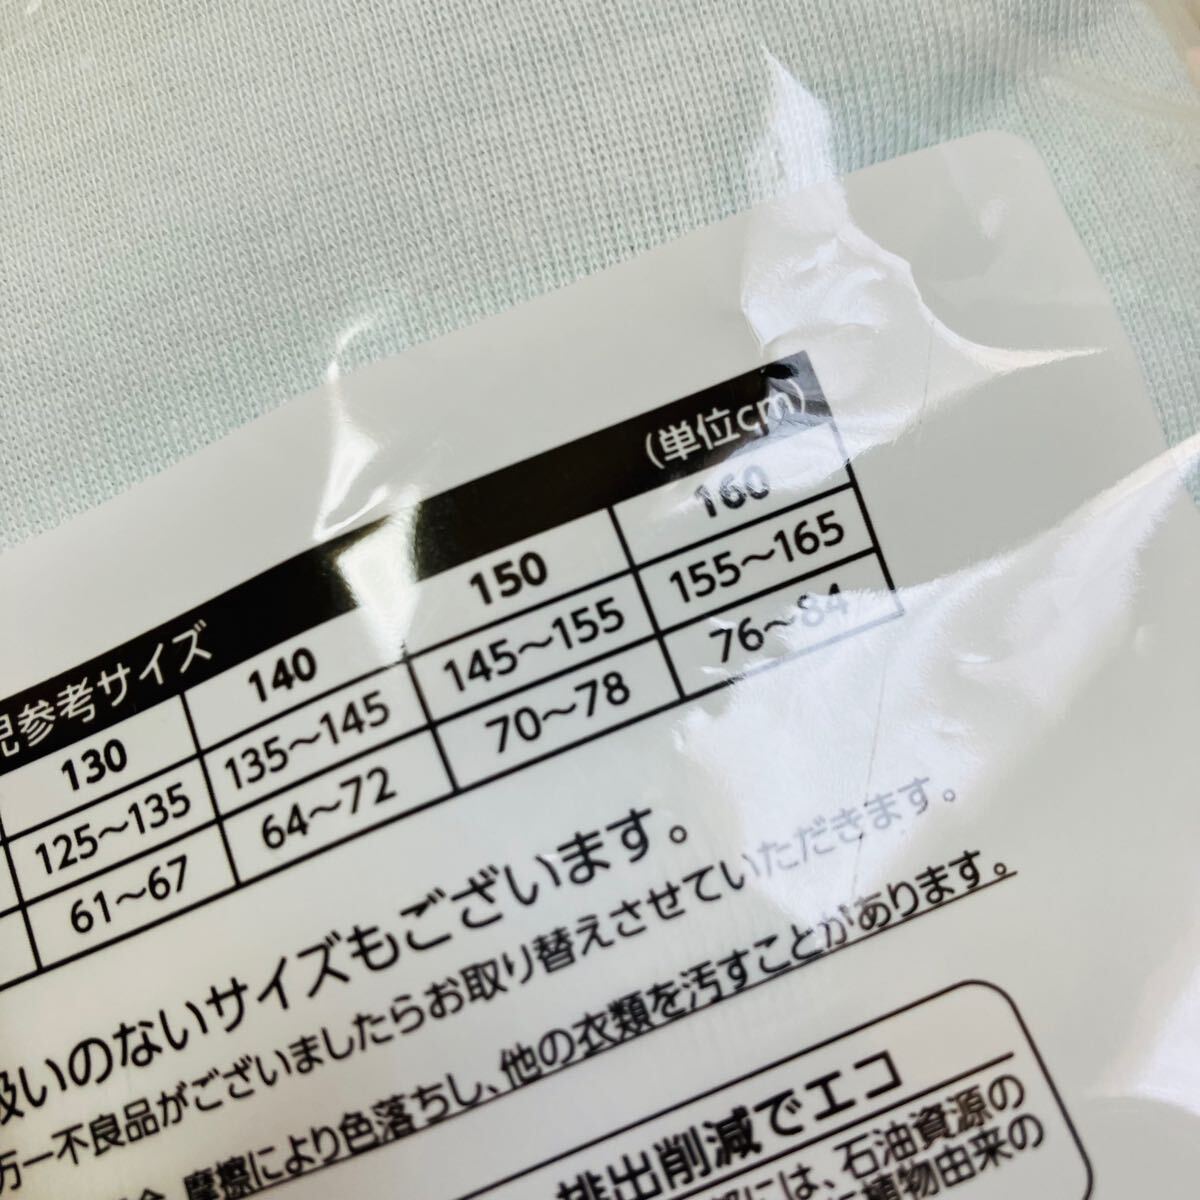 児参考サイズ (単位cm)
130 140 150 160
125～135 135～145 145～155 155～165
61～67 64～72 70～78 76～84
扱いのないサイズもございます。
万一不良品がございましたらお取り替えさせていただきます。
摩擦により色落ちし、他の衣類を汚すことがあります。
排出削減でエコ
には、石油資源の
植物由来の